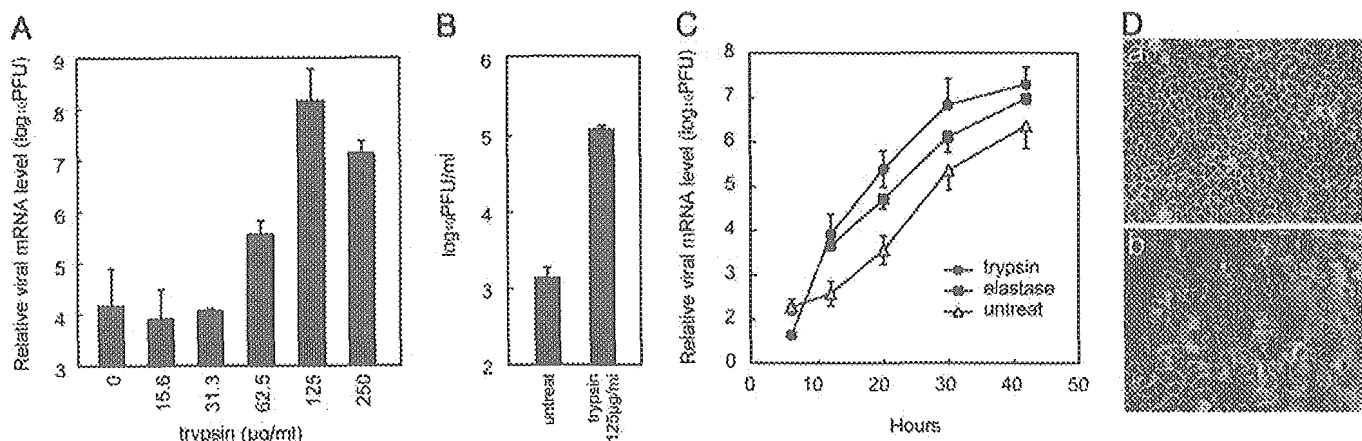 A
Relative viral mRNA level (log₁₀PFU)
9
8
7
6
5
4
3
0
15.6
31.3
62.5
125
250
trypsin (µg/ml)
B
log₁₀PFU/ml
6
5
4
3
2
untreat
trypsin
125µg/ml
C
Relative viral mRNA level (log₁₀PFU)
8
7
6
5
4
3
2
0
0
10
20
30
40
50
Hours
trypsin
elastase
untreat
D
a
b